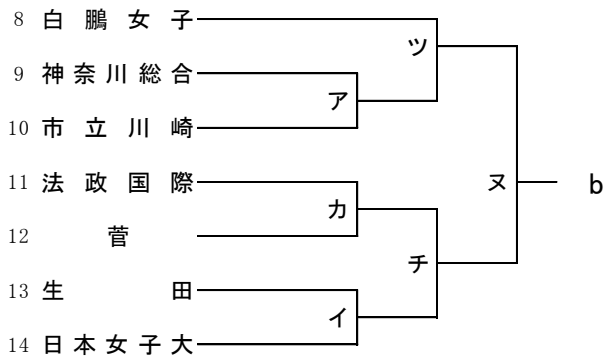 8 白鵬女子
ツ
9 神奈川総合
ア
10 市立川崎
11 法政国際
ヌ b
カ
12 菅
チ
13 生田
イ
14 日本女子大